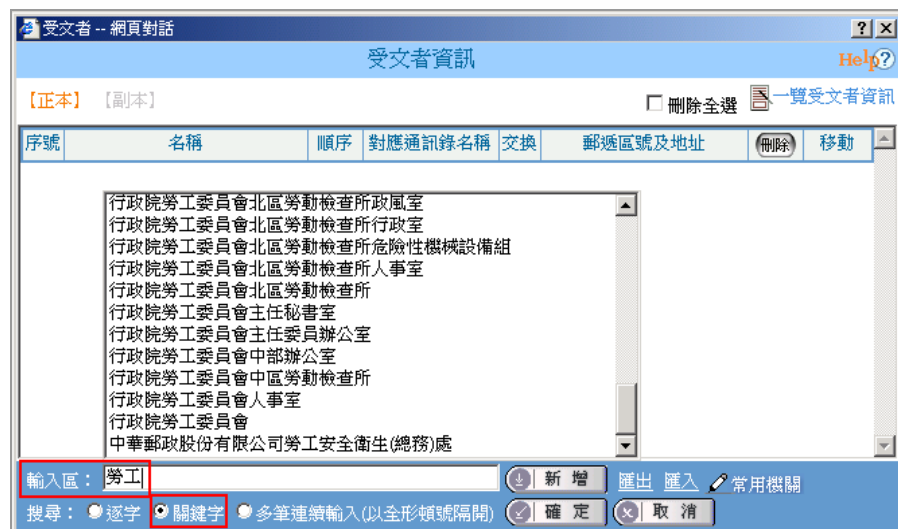 受文者 -- 網頁對話
受文者資訊 Help?
【正本】 【副本】 刪除全選 一覽受文者資訊
序號 名稱 順序 對應通訊錄名稱 交換 郵遞區號及地址 刪除 移動
行政院勞工委員會北區勞動檢查所政風室
行政院勞工委員會北區勞動檢查所行政室
行政院勞工委員會北區勞動檢查所危險性機械設備組
行政院勞工委員會北區勞動檢查所人事室
行政院勞工委員會北區勞動檢查所
行政院勞工委員會主任秘書室
行政院勞工委員會主任委員辦公室
行政院勞工委員會中部辦公室
行政院勞工委員會中區勞動檢查所
行政院勞工委員會人事室
行政院勞工委員會
中華郵政股份有限公司勞工安全衛生(總務)處
輸入區： 勞工 新 增 匯出 匯入 常用機關
搜尋： 逐字 關鍵字 多筆連續輸入(以全形頓號隔開) 確 定 取 消